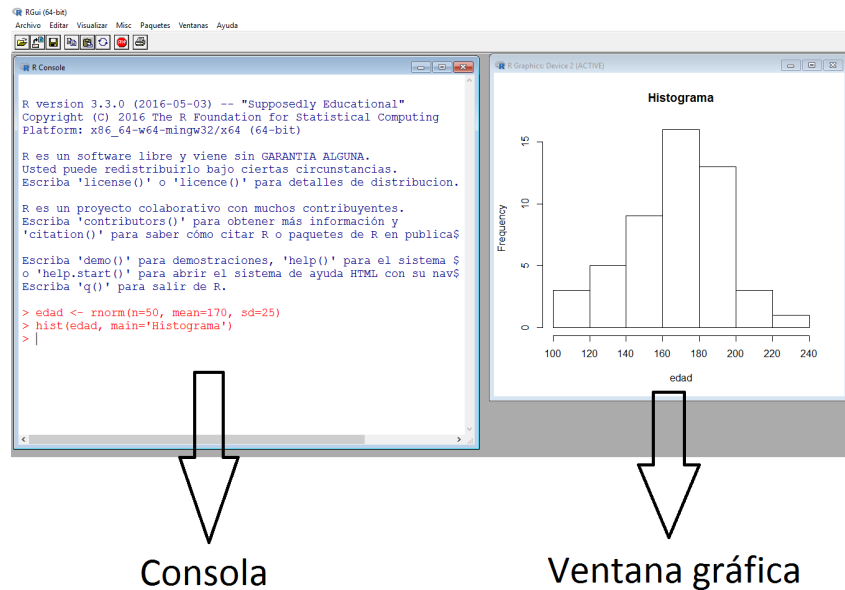 RGui (64-bit)
Archivo Editar Visualizar Misc Paquetes Ventanas Ayuda
STOP
R Console
R version 3.3.0 (2016-05-03) -- "Supposedly Educational"
Copyright (C) 2016 The R Foundation for Statistical Computing
Platform: x86_64-w64-mingw32/x64 (64-bit)
R es un software libre y viene sin GARANTIA ALGUNA.
Usted puede redistribuirlo bajo ciertas circunstancias.
Escriba 'license()' o 'licence()' para detalles de distribucion.
R es un proyecto colaborativo con muchos contribuyentes.
Escriba 'contributors()' para obtener más información y
'citation()' para saber cómo citar R o paquetes de R en publica$
Escriba 'demo()' para demostraciones, 'help()' para el sistema $
o 'help.start()' para abrir el sistema de ayuda HTML con su nav$
Escriba 'q()' para salir de R.
> edad <- rnorm(n=50, mean=170, sd=25)
> hist(edad, main='Histograma')
>
R Graphics: Device 2 (ACTIVE)
Histograma
Frequency
15
10
5
0
100 120 140 160 180 200 220 240
edad
Consola
Ventana gráfica